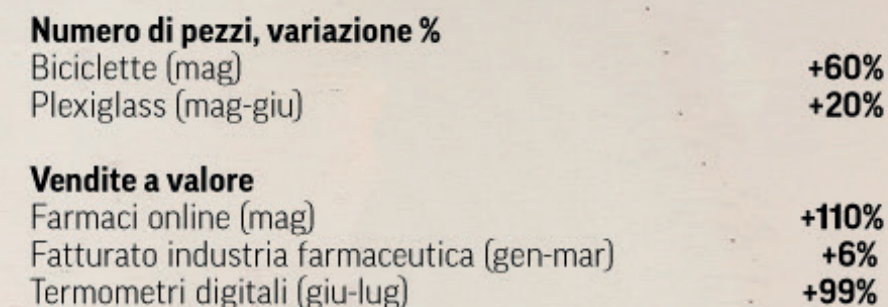 Numero di pezzi, variazione %
Biciclette (mag) +60%
Plexiglass (mag-giu) +20%
Vendite a valore
Farmaci online (mag) +110%
Fatturato industria farmaceutica (gen-mar) +6%
Termometri digitali (giu-lug) +99%